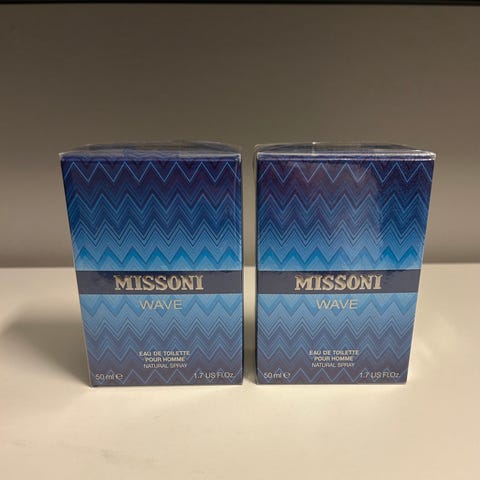 MISSONI
WAVE
EAU DE TOILETTE
POUR HOMME
NATURAL SPRAY
50 ml ℮
1.7 US Fl.Oz.
MISSONI
WAVE
EAU DE TOILETTE
POUR HOMME
NATURAL SPRAY
50 ml ℮
1.7 US Fl.Oz.